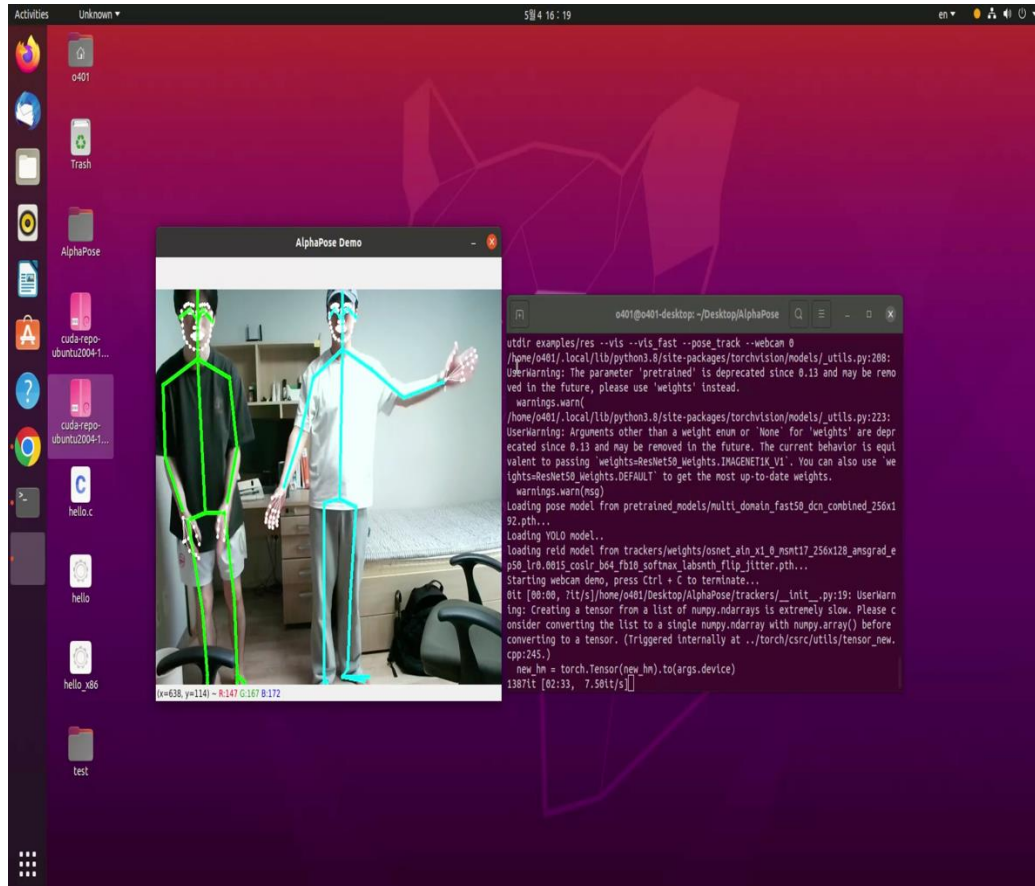 Activities
Unknown
5월 4 16：19
en
o401
Trash
AlphaPose
cuda-repo-
ubuntu2004-1...
cuda-repo-
ubuntu2004-1...
C
hello.c
hello
hello_x86
test
AlphaPose Demo
(x=638, y=114) ~ R:147 G:167 B:172
o401@o401-desktop: ~/Desktop/AlphaPose
utdir examples/res --vis --vis_fast --pose_track --webcam 0
/home/o401/.local/lib/python3.8/site-packages/torchvision/models/_utils.py:208:
UserWarning: The parameter 'pretrained' is deprecated since 0.13 and may be remo
ved in the future, please use 'weights' instead.
warnings.warn(
/home/o401/.local/lib/python3.8/site-packages/torchvision/models/_utils.py:223:
UserWarning: Arguments other than a weight enum or `None` for 'weights' are depr
ecated since 0.13 and may be removed in the future. The current behavior is equi
valent to passing `weights=ResNet50_Weights.IMAGENET1K_V1`. You can also use `we
ights=ResNet50_Weights.DEFAULT` to get the most up-to-date weights.
warnings.warn(msg)
Loading pose model from pretrained_models/multi_domain_fast50_dcn_combined_256x1
92.pth...
Loading YOLO model..
loading reid model from trackers/weights/osnet_ain_x1_0_msmt17_256x128_amsgrad_e
p50_lr0.0015_coslr_b64_fb10_softmax_labsmth_flip_jitter.pth...
Starting webcam demo, press Ctrl + C to terminate...
0it [00:00, ?it/s]/home/o401/Desktop/AlphaPose/trackers/__init__.py:19: UserWarn
ing: Creating a tensor from a list of numpy.ndarrays is extremely slow. Please c
onsider converting the list to a single numpy.ndarray with numpy.array() before
converting to a tensor. (Triggered internally at ../torch/csrc/utils/tensor_new.
cpp:245.)
new_hm = torch.Tensor(new_hm).to(args.device)
1387it [02:33, 7.50it/s]